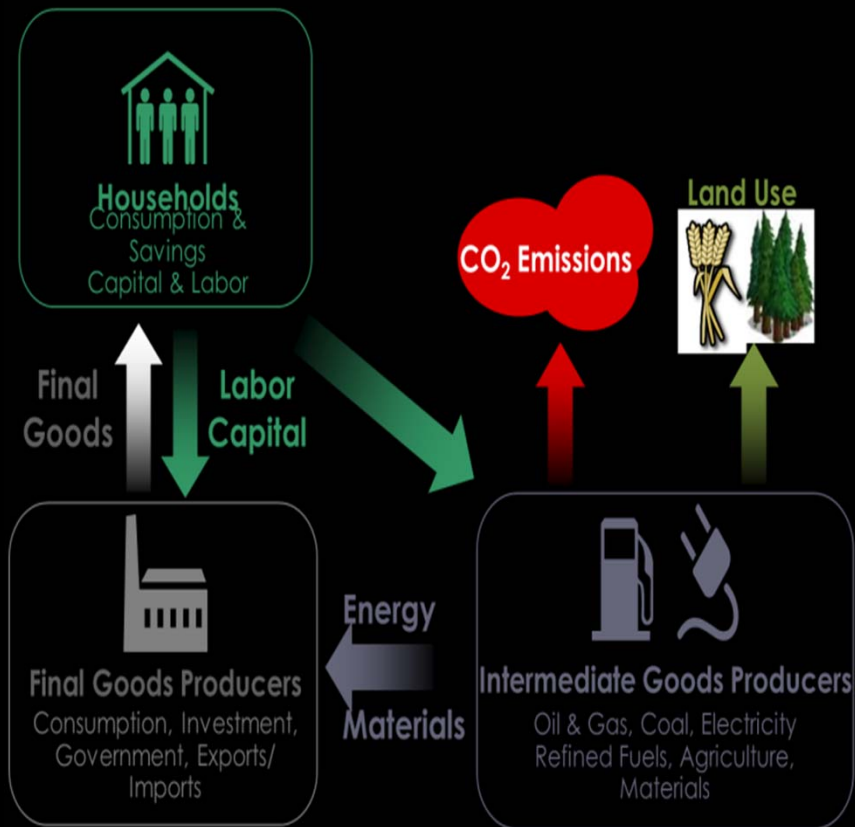 Households
Consumption &
Savings
Capital & Labor
CO₂ Emissions
Land Use
Final
Goods
Labor
Capital
Final Goods Producers
Consumption, Investment,
Government, Exports/
Imports
Energy
Materials
Intermediate Goods Producers
Oil & Gas, Coal, Electricity
Refined Fuels, Agriculture,
Materials